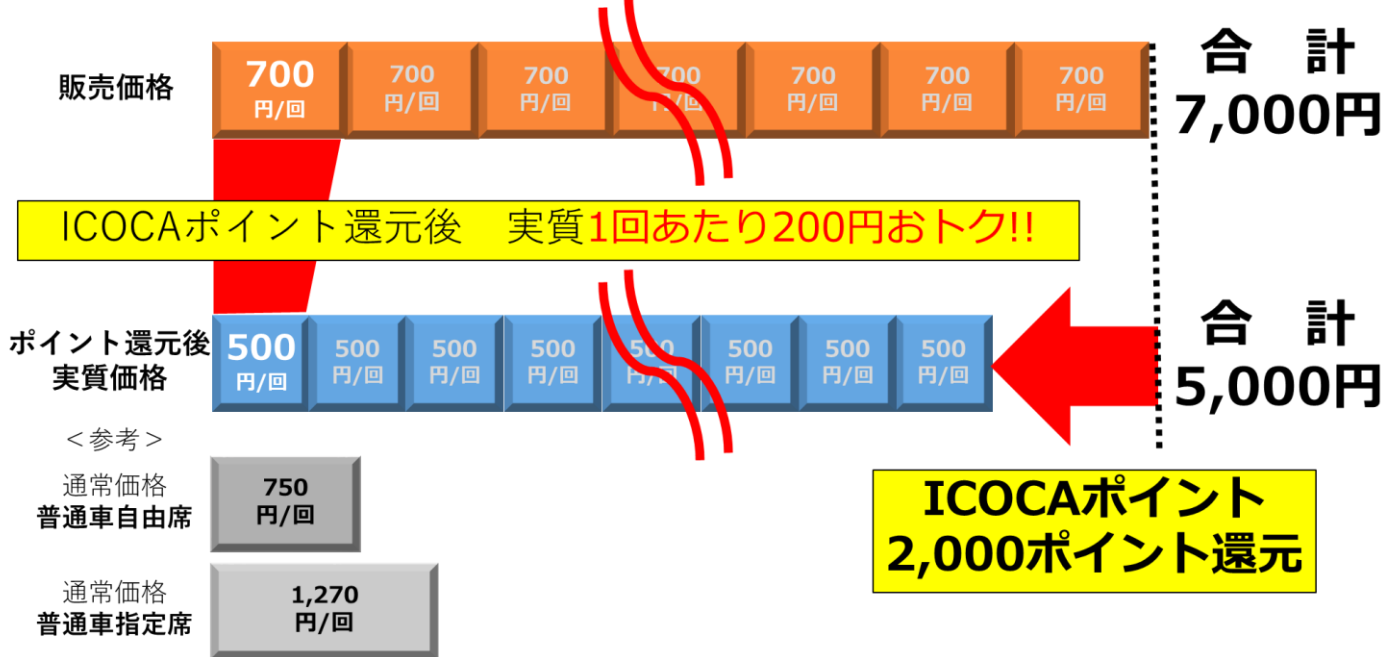 販売価格
700
円/回
700
円/回
700
円/回
700
円/回
700
円/回
700
円/回
700
円/回
合　計
7,000円
ICOCAポイント還元後　実質1回あたり200円おトク!!
ポイント還元後
実質価格
500
円/回
500
円/回
500
円/回
500
円/回
500
円/回
500
円/回
500
円/回
500
円/回
合　計
5,000円
＜参考＞
通常価格
普通車自由席
750
円/回
ICOCAポイント
2,000ポイント還元
通常価格
普通車指定席
1,270
円/回